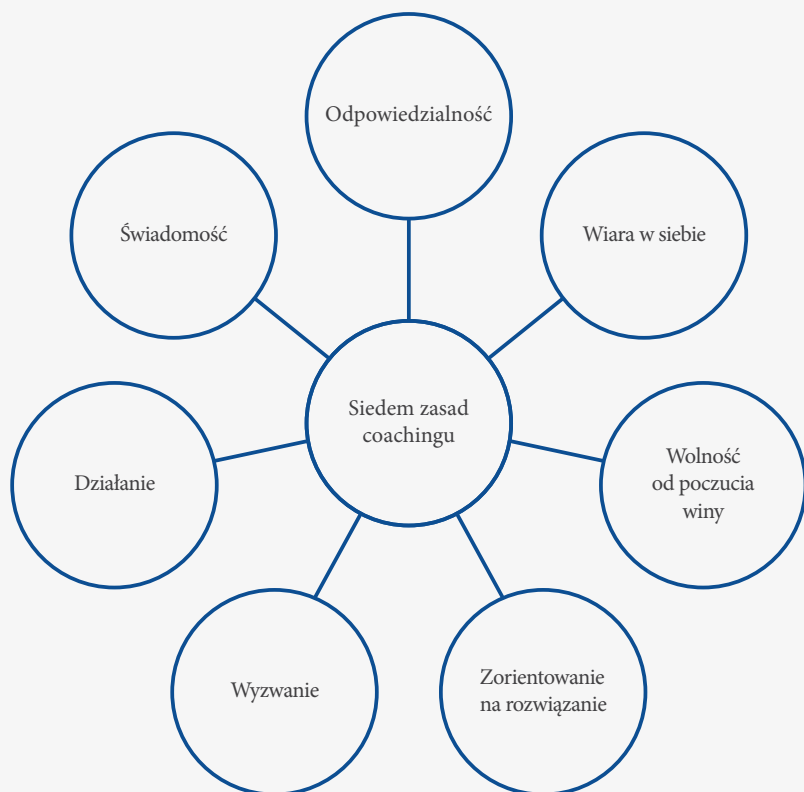 Odpowiedzialność
Świadomość
Wiara w siebie
Siedem zasad
coachingu
Działanie
Wolność
od poczucia
winy
Wyzwanie
Zorientowanie
na rozwiązanie